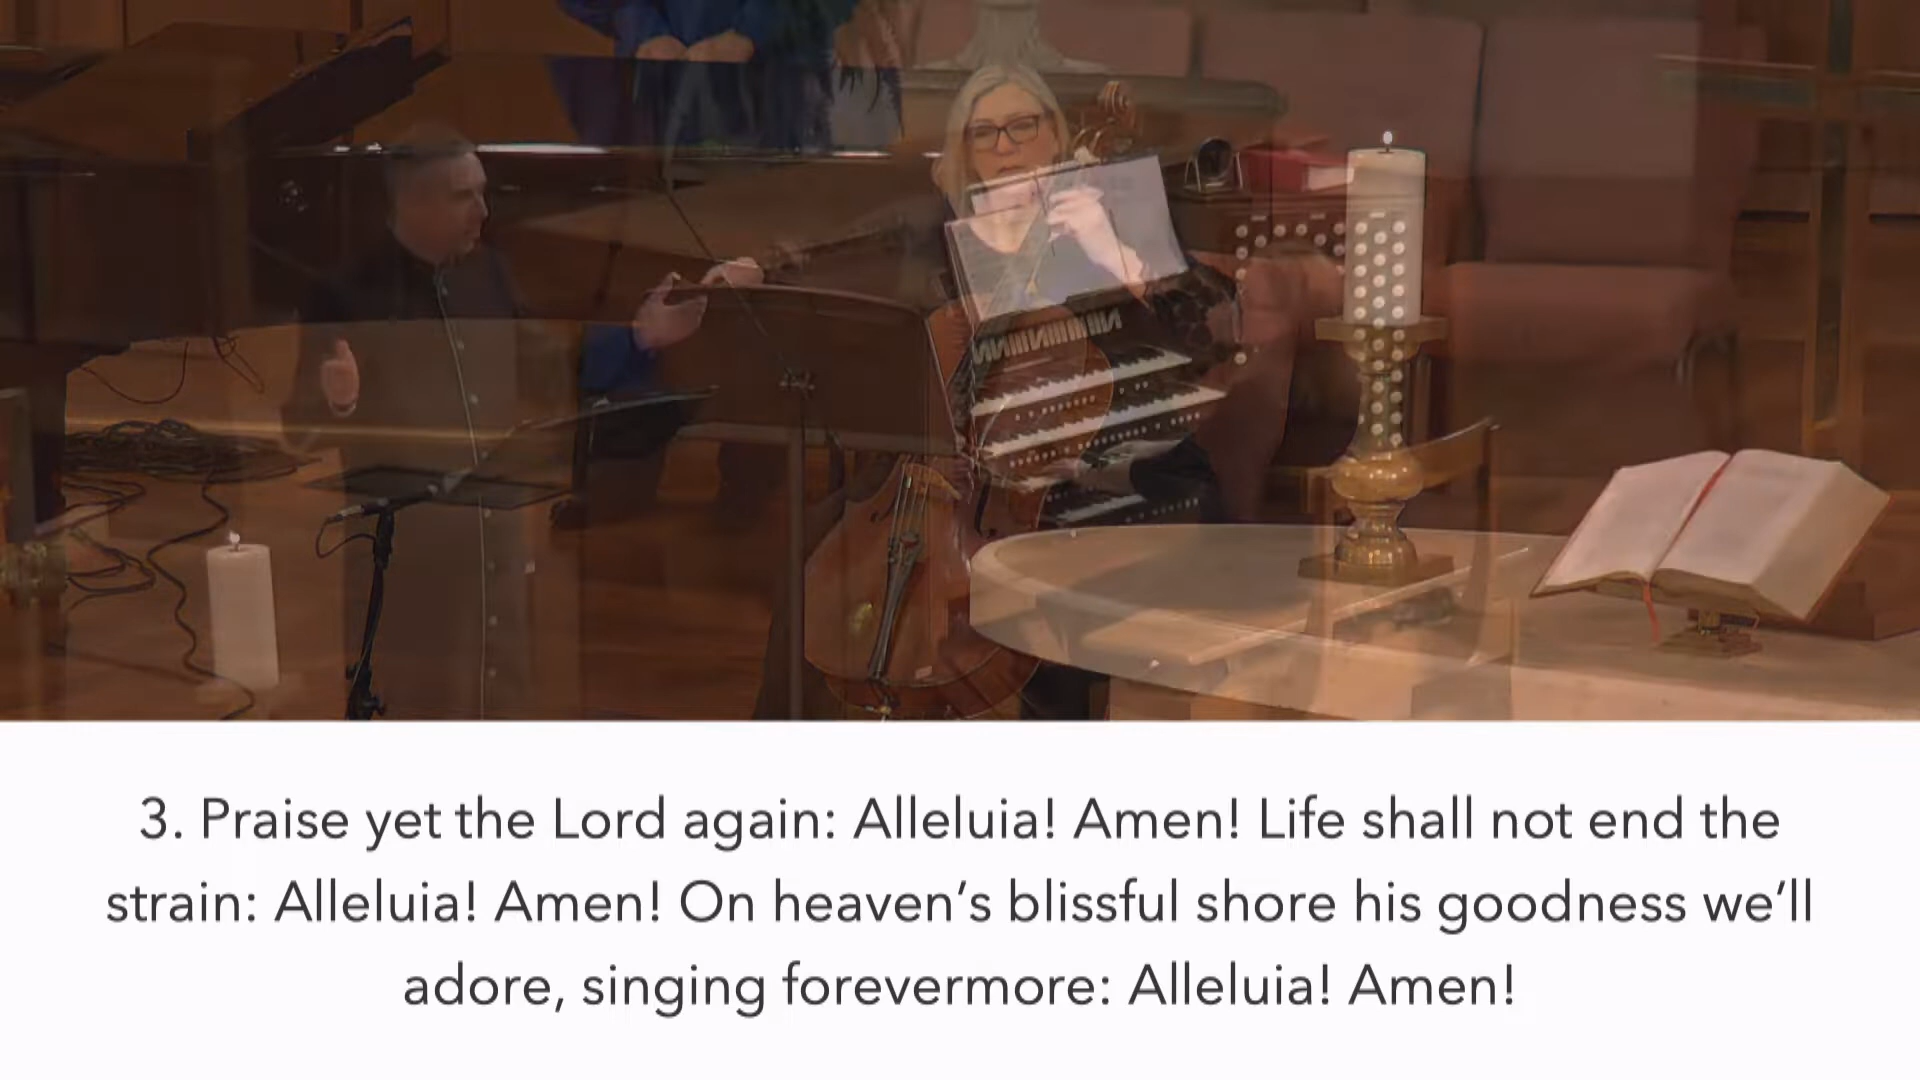 3. Praise yet the Lord again: Alleluia! Amen! Life shall not end the
strain: Alleluia! Amen! On heaven’s blissful shore his goodness we’ll
adore, singing forevermore: Alleluia! Amen!